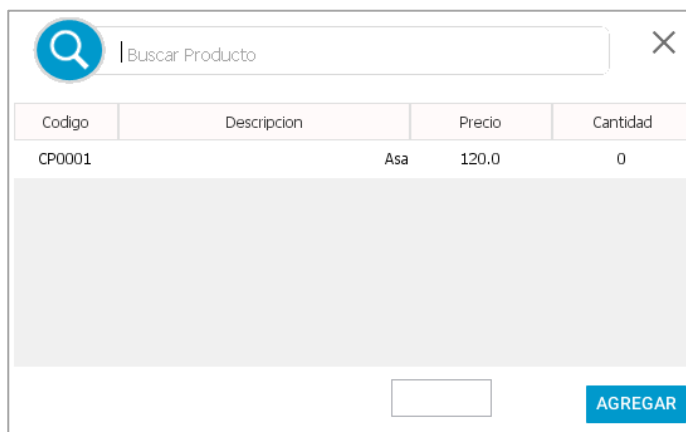 Buscar Producto
Codigo Descripcion Precio Cantidad
CP0001 Asa 120.0 0
AGREGAR